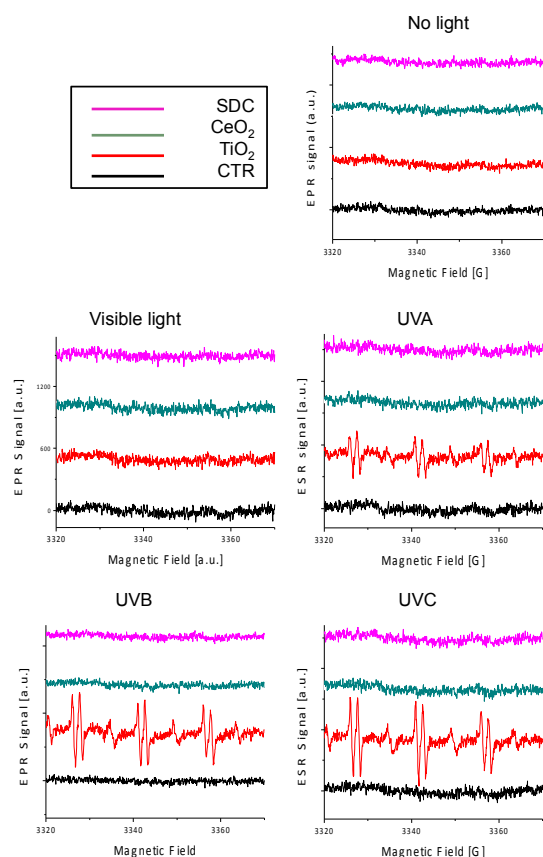 No light
SDC
CeO2
TiO2
CTR
EPR signal (a.u.)
3320 3340 3360
Magnetic Field [G]
Visible light
EPR Signal [a.u.]
1200
600
0
3320 3340 3360
Magnetic Field [a.u.]
UVA
ESR Signal [a.u.]
3320 3340 3360
Magnetic Field [G]
UVB
EPR Signal [a.u.]
3320 3340 3360
Magnetic Field
UVC
ESR Signal [a.u.]
3320 3340 3360
Magnetic Field [G]